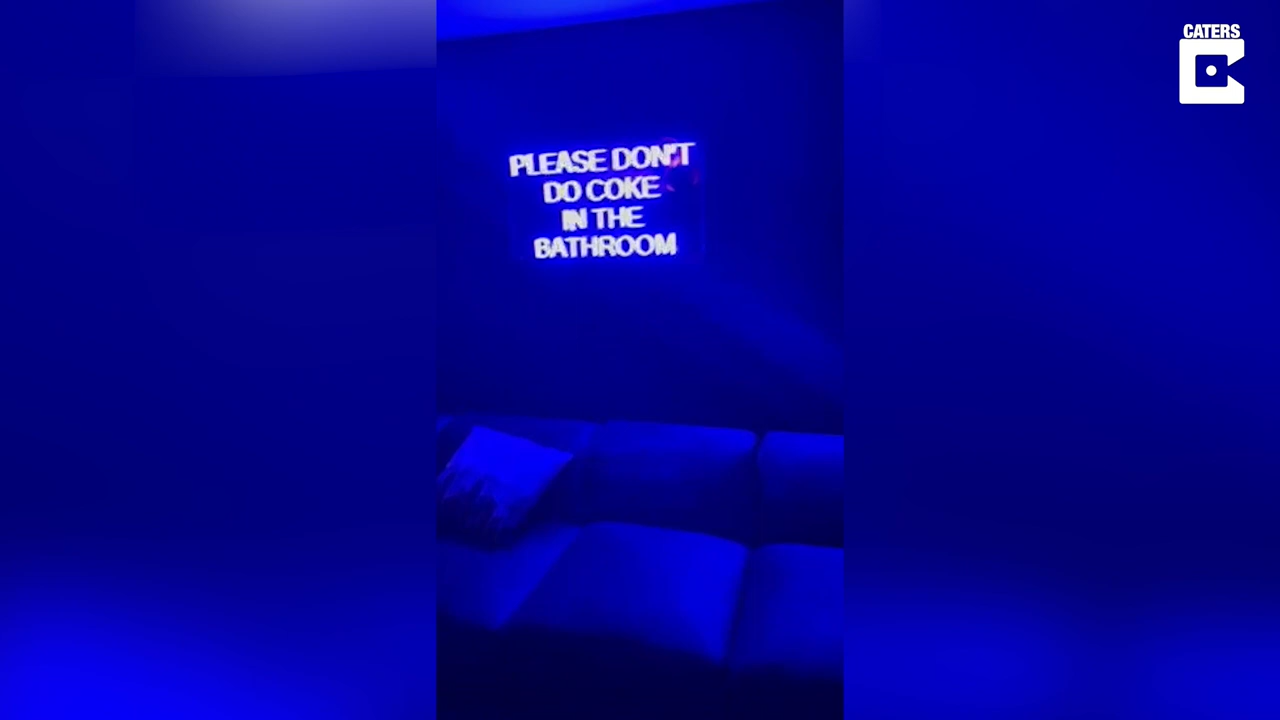 CATERS
PLEASE DON'T
DO COKE
IN THE
BATHROOM